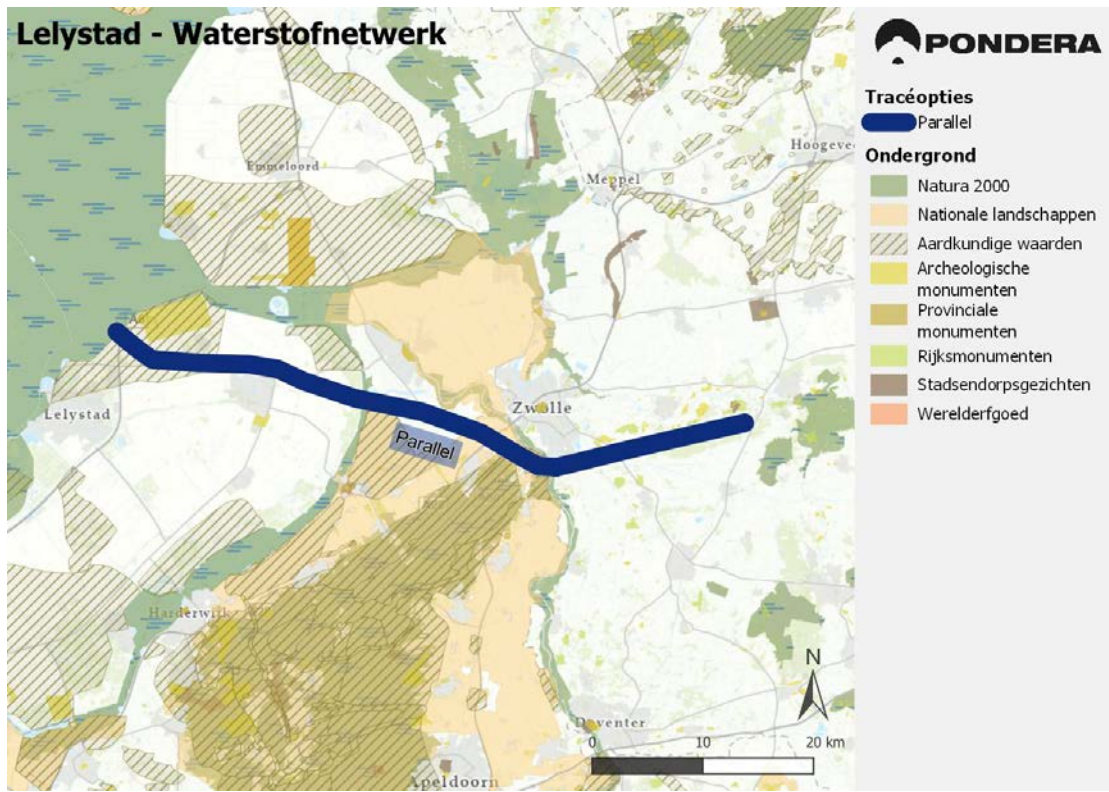 Lelystad - Waterstofnetwerk
PONDERA
Tracéopties
Parallel
Ondergrond
Natura 2000
Nationale landschappen
Aardkundige waarden
Archeologische
monumenten
Provinciale
monumenten
Rijksmonumenten
Stadsendorpsgezichten
Werelderfgoed
Emmeloord
Meppel
Hoogevee
Lelystad
Zwolle
Parallel
Harderwijk
Deventer
Apeldoorn
N
0
10
20 km